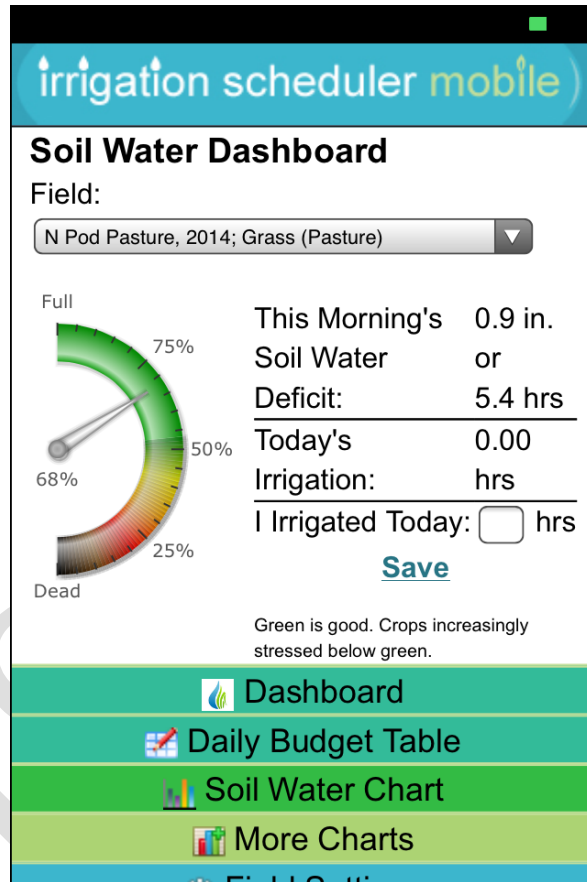 irrigation scheduler mobile
Soil Water Dashboard
Field:
N Pod Pasture, 2014; Grass (Pasture)
Full
75%
50%
68%
25%
Dead
This Morning's 0.9 in.
Soil Water or
Deficit: 5.4 hrs
Today's 0.00
Irrigation: hrs
I Irrigated Today: hrs
Save
Green is good. Crops increasingly
stressed below green.
Dashboard
Daily Budget Table
Soil Water Chart
More Charts
Field